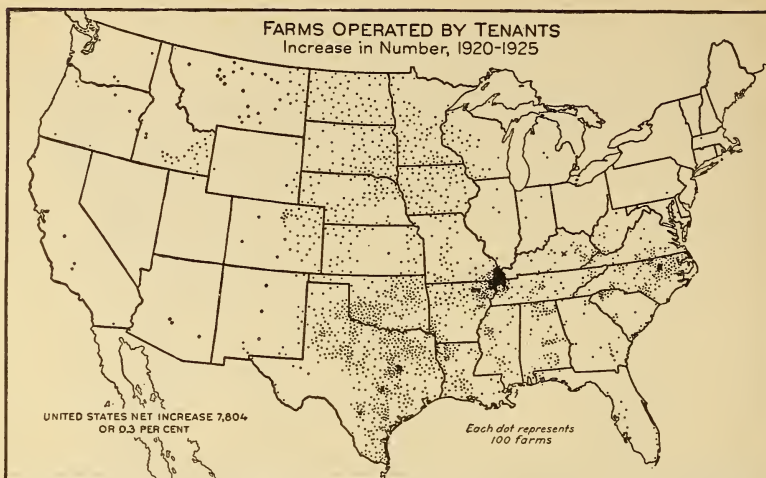 FARMS OPERATED BY TENANTS
Increase in Number, 1920-1925
UNITED STATES NET INCREASE 7,804
OR 0.3 PER CENT
Each dot represents
100 farms